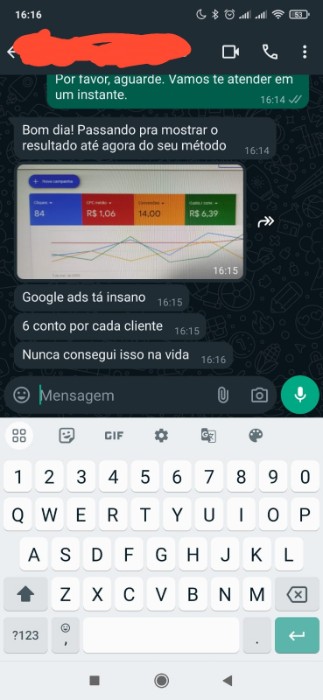 16:16
53
Por favor, aguarde. Vamos te atender em
um instante.
16:14
Bom dia! Passando pra mostrar o
resultado até agora do seu método
16:14
+ Nova campanha
Cliques
CPC médio
Conversões
Custo / conv.
84
R$ 1,06
14,00
R$ 6,39
16:15
Google ads tá insano 16:15
6 conto por cada cliente 16:15
Nunca consegui isso na vida 16:16
Mensagem
GIF
1 2 3 4 5 6 7 8 9 0
Q W E R T Y U I O P
A S D F G H J K L
Z X C V B N M
?123 , .